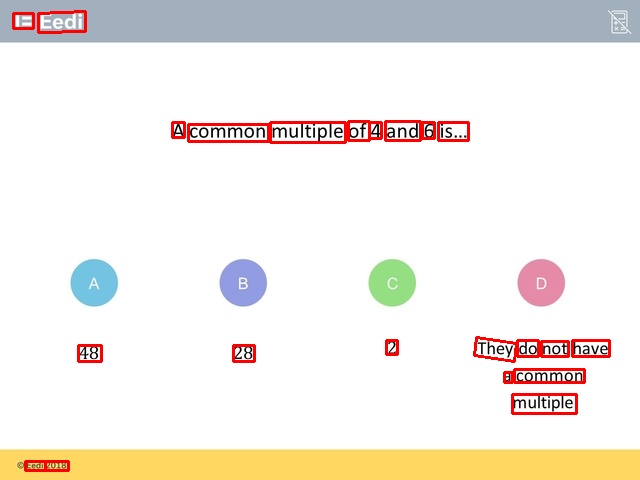 Eedi
A common multiple of 4 and 6 is...
A
B
C
D
48
28
2
They do not have
a common
multiple
© Eedi 2018